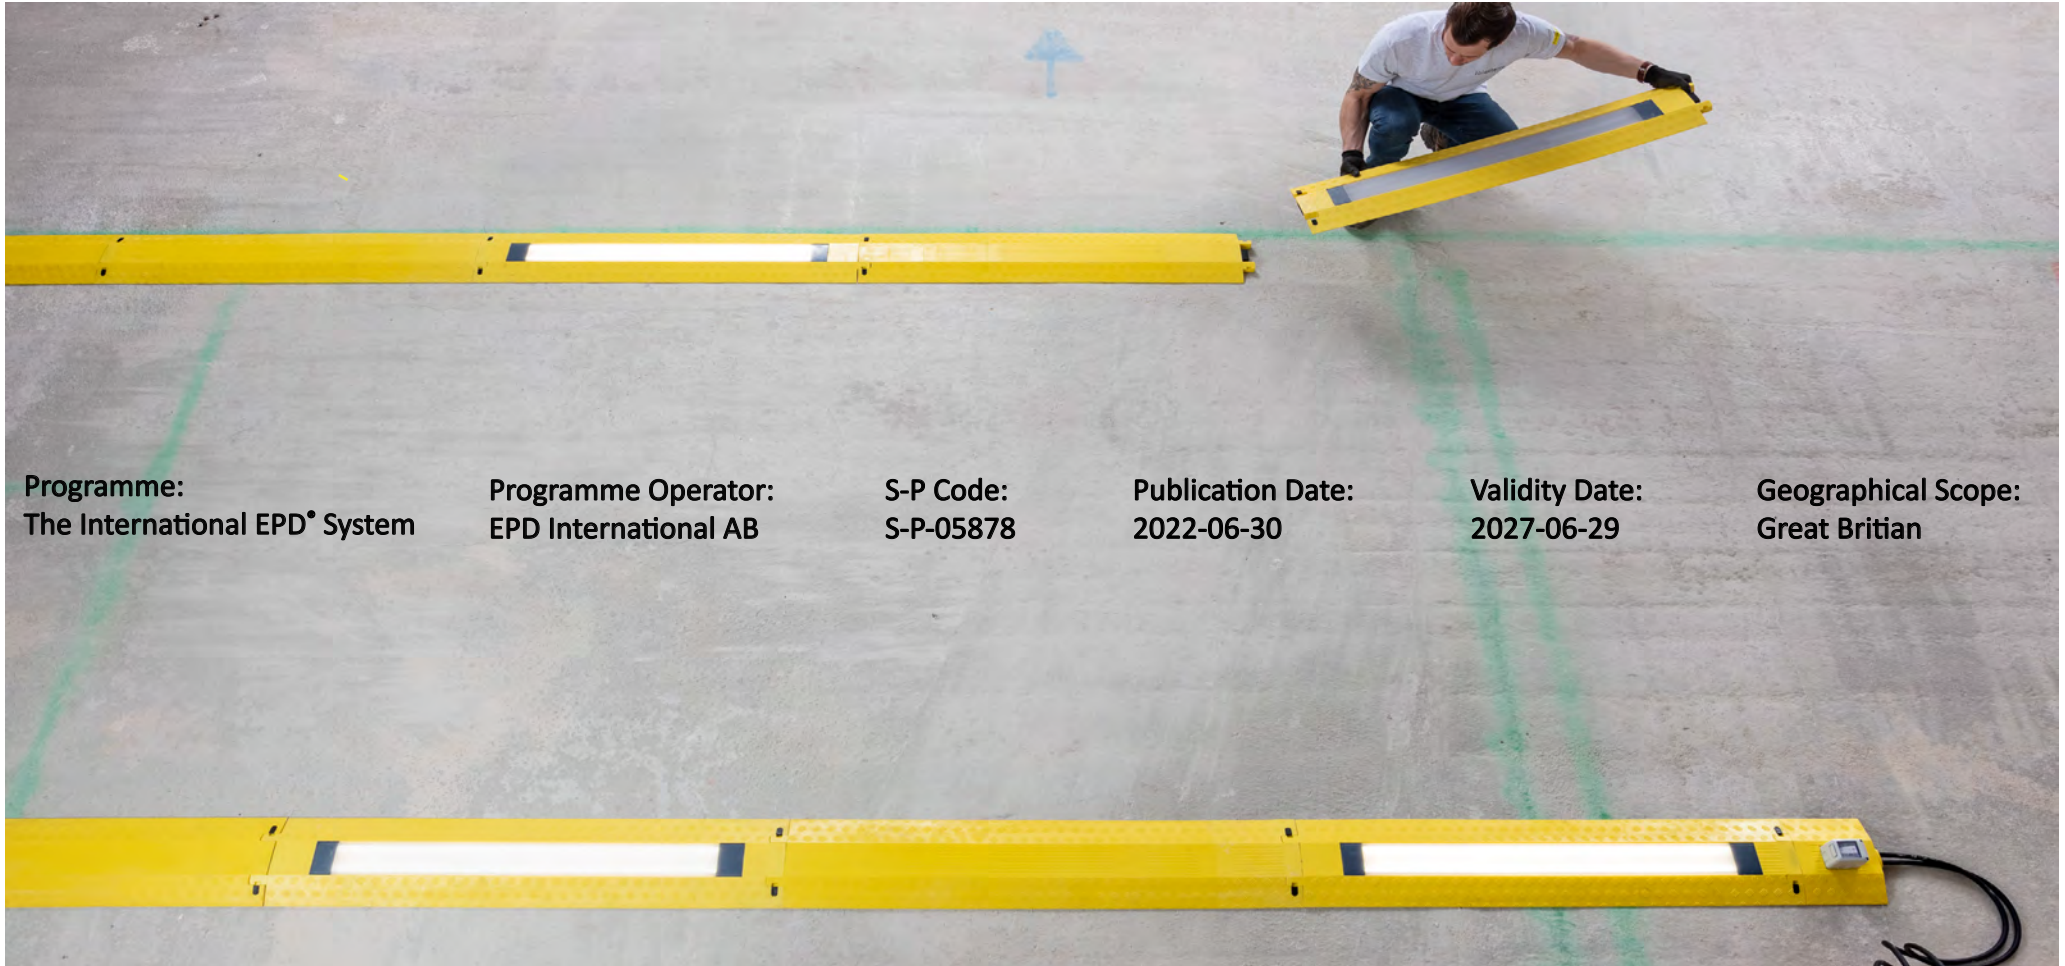 Programme:
The International EPD® System
Programme Operator:
EPD International AB
S-P Code:
S-P-05878
Publication Date:
2022-06-30
Validity Date:
2027-06-29
Geographical Scope:
Great Britian